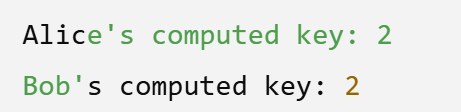 Alice's computed key: 2
Bob's computed key: 2